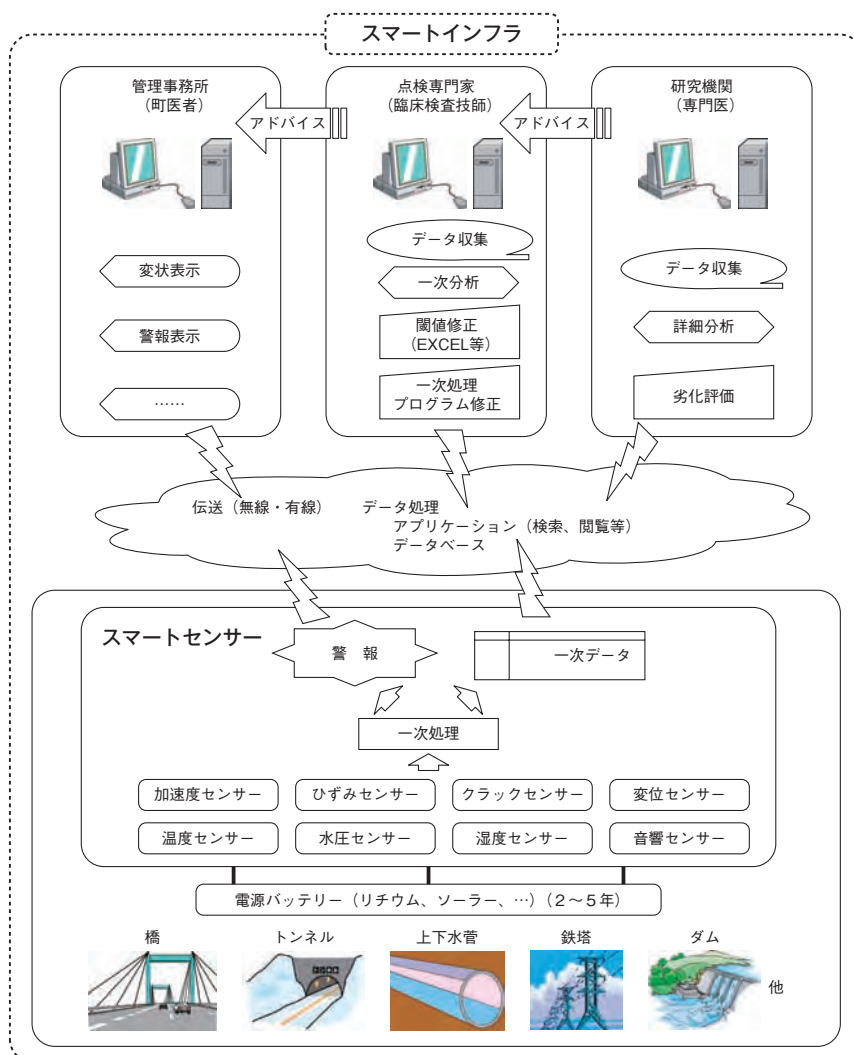 スマートインフラ
管理事務所
（町医者）
アドバイス
点検専門家
（臨床検査技師）
アドバイス
研究機関
（専門医）
変状表示
警報表示
……
データ収集
一次分析
閾値修正
（EXCEL等）
一次処理
プログラム修正
データ収集
詳細分析
劣化評価
伝送（無線・有線）
データ処理
アプリケーション（検索、閲覧等）
データベース
スマートセンサー
警　報
一次データ
一次処理
加速度センサー
ひずみセンサー
クラックセンサー
変位センサー
温度センサー
水圧センサー
湿度センサー
音響センサー
電源バッテリー（リチウム、ソーラー、…）（２～５年）
橋
トンネル
上下水菅
鉄塔
ダム
他